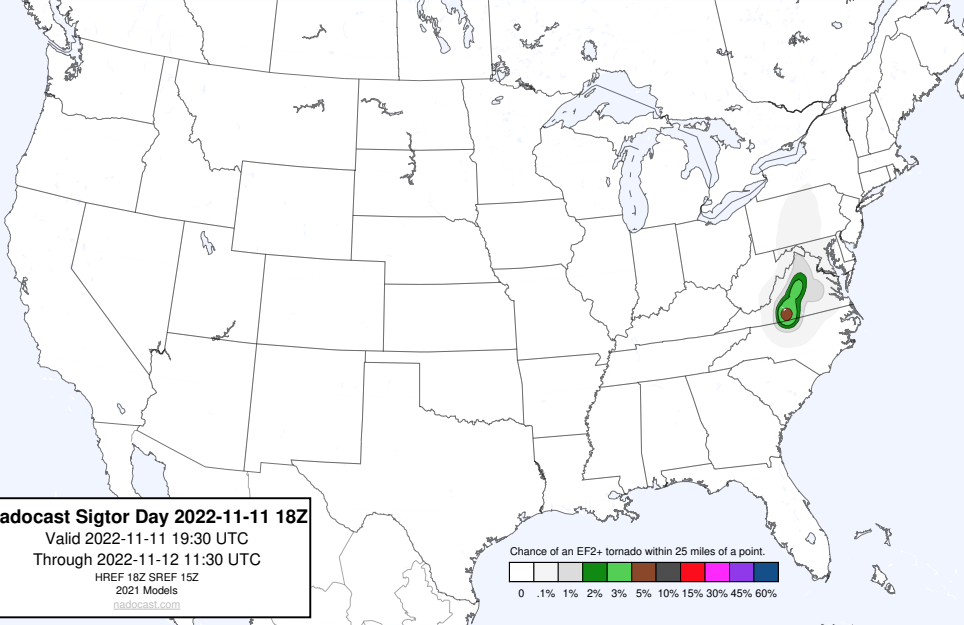 adocast Sigtor Day 2022-11-11 18Z
Valid 2022-11-11 19:30 UTC
Through 2022-11-12 11:30 UTC
HREF 18Z SREF 15Z
2021 Models
nadocast.com
Chance of an EF2+ tornado within 25 miles of a point.
0 .1% 1% 2% 3% 5% 10% 15% 30% 45% 60%